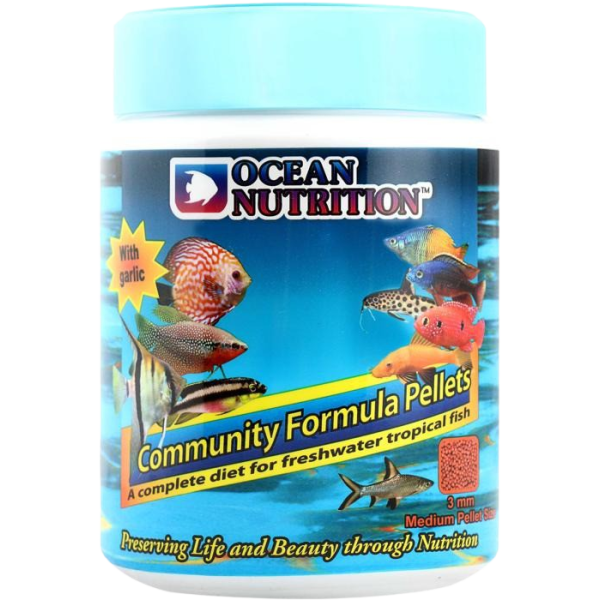 OCEAN
NUTRITION™
With
garlic
Community Formula Pellets
A complete diet for freshwater tropical fish
3 mm
Medium Pellet
Preserving Life and Beauty through Nutrition